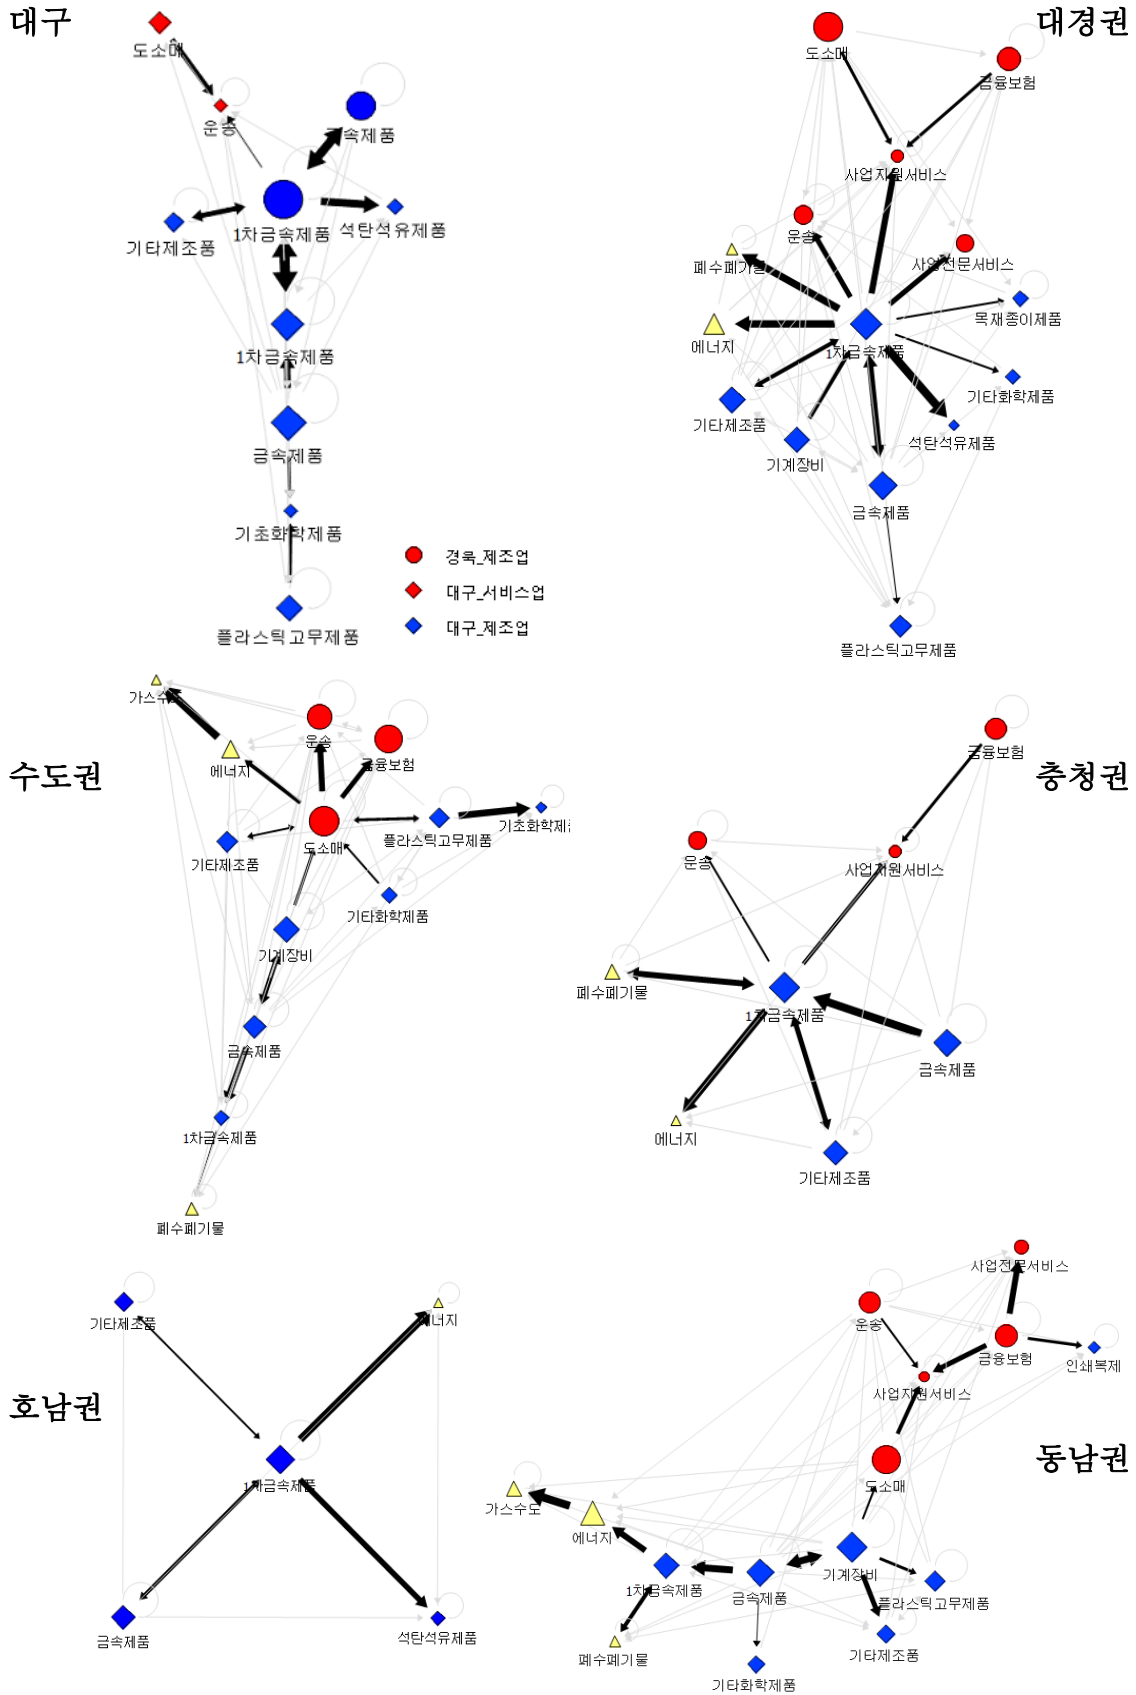 대구
도소매
운송
금속제품
1차금속제품
석탄석유제품
기타제조품
1차금속제품
금속제품
기초화학제품
플라스틱고무제품
경북_제조업
대구_서비스업
대구_제조업
대경권
도소매
금융보험
사업지원서비스
운송
사업전문서비스
폐수폐기물
목재종이제품
에너지
1차금속제품
기타화학제품
기타제조품
석탄석유제품
기계장비
금속제품
플라스틱고무제품
수도권
가스수도
운송
금융보험
에너지
기초화학제
플라스틱고무제품
도소매
기타제조품
기타화학제품
기계장비
금속제품
1차금속제품
폐수폐기물
충청권
금융보험
운송
사업지원서비스
폐수폐기물
1차금속제품
금속제품
에너지
기타제조품
호남권
기타제조품
에너지
1차금속제품
금속제품
석탄석유제품
동남권
사업전문서비스
운송
금융보험
인쇄복제
사업지원서비스
도소매
가스수도
에너지
기계장비
1차금속제품
금속제품
플라스틱고무제품
기타제조품
폐수폐기물
기타화학제품